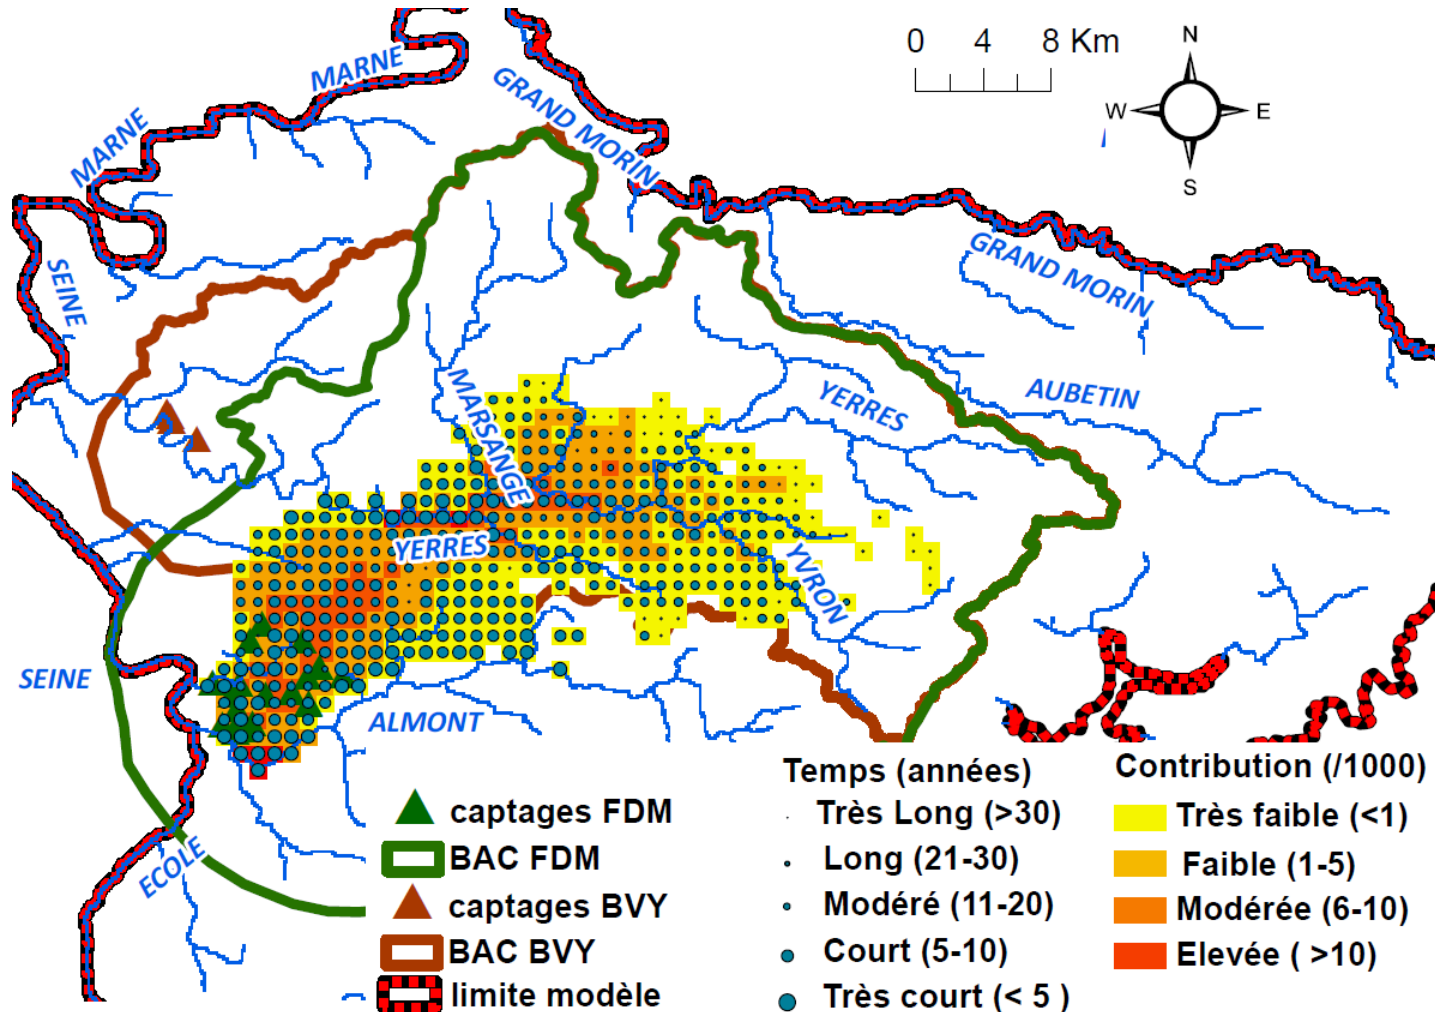 0 4 8 Km
N
W E
S
MARNE
GRAND MORIN
MARNE
SEINE
GRAND MORIN
MARSANGE
YERRES
AUBETIN
YERRES
YVRON
SEINE
ALMONT
ECOLE
captages FDM
BAC FDM
captages BVY
BAC BVY
limite modèle
Temps (années)
Très Long (>30)
Long (21-30)
Modéré (11-20)
Court (5-10)
Très court (< 5 )
Contribution (/1000)
Très faible (<1)
Faible (1-5)
Modérée (6-10)
Elevée ( >10)